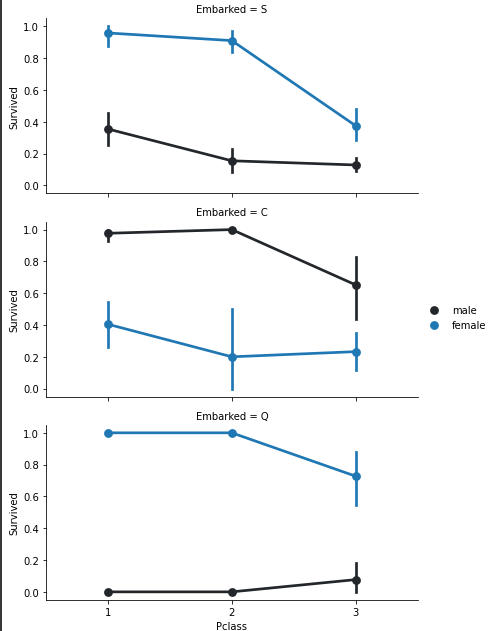 Embarked = S
1.0
0.8
0.6
0.4
0.2
0.0
Survived
Embarked = C
1.0
0.8
0.6
0.4
0.2
0.0
Survived
male
female
Embarked = Q
1.0
0.8
0.6
0.4
0.2
0.0
Survived
1 2 3
Pclass